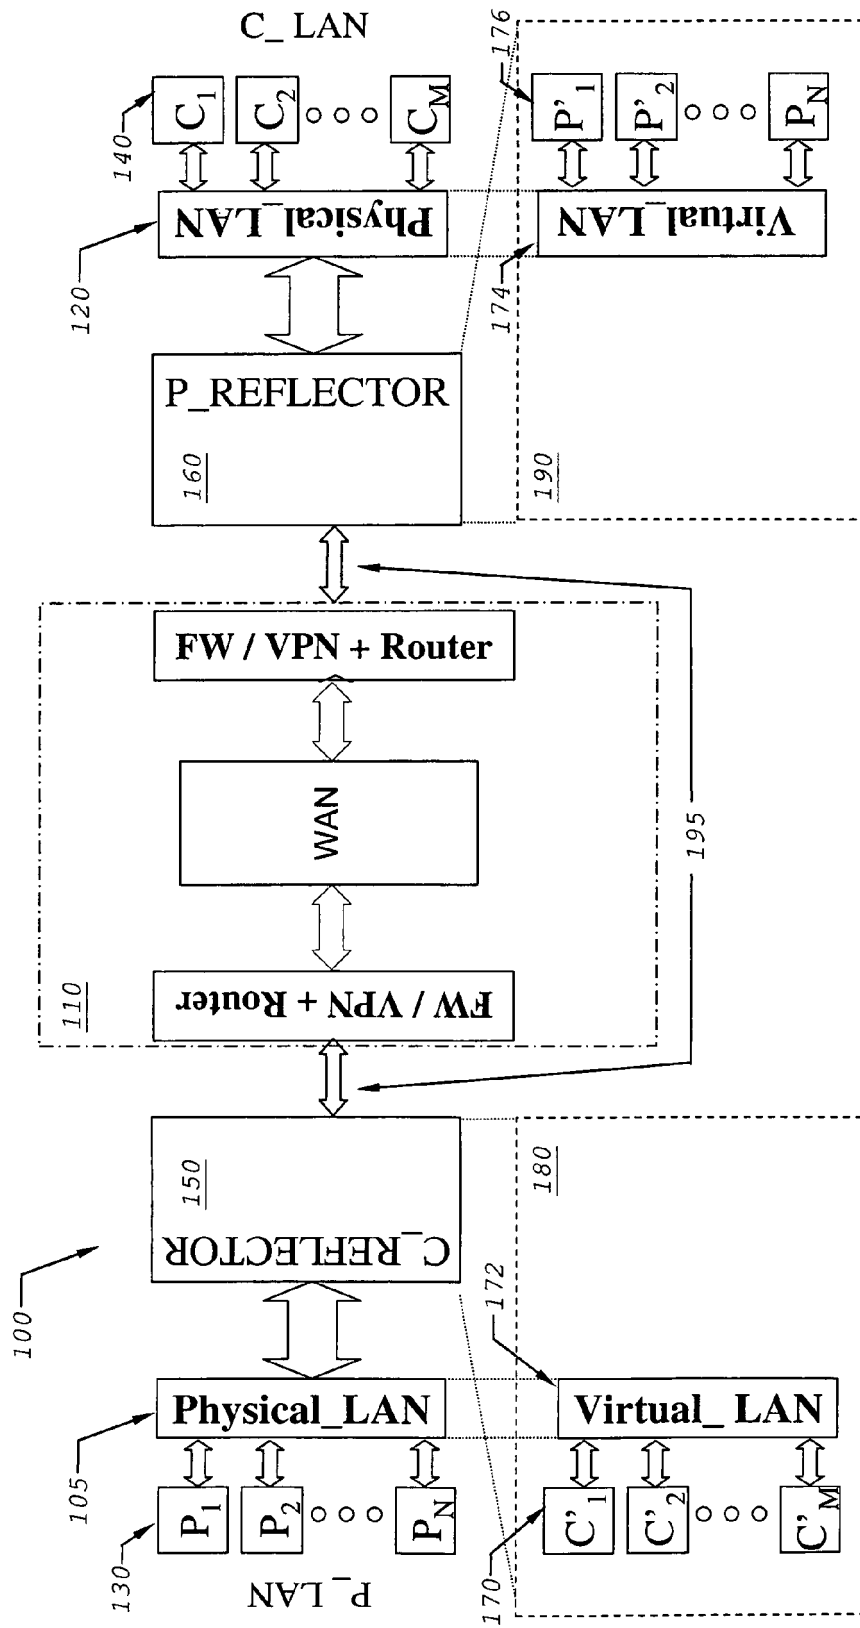 C_ LAN
140
C1
C2
CM
120
Physical_LAN
176
P'1
P'2
PN
174
Virtual_LAN
P_REFLECTOR
160
190
FW / VPN + Router
WAN
FW / VPN + Router
110
195
100
150
C_REFLECTOR
180
172
105
Physical_LAN
Virtual_ LAN
130
P1
P2
PN
P_ LAN
170
C'1
C'2
C'M